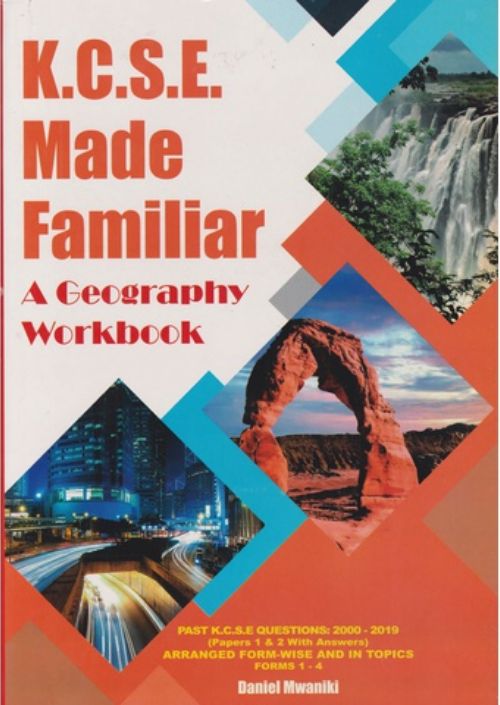 K.C.S.E.
Made
Familiar
A Geography
Workbook
PAST K.C.S.E QUESTIONS: 2000 - 2019
(Papers 1 & 2 With Answers)
ARRANGED FORM-WISE AND IN TOPICS
FORMS 1 - 4
Daniel Mwaniki